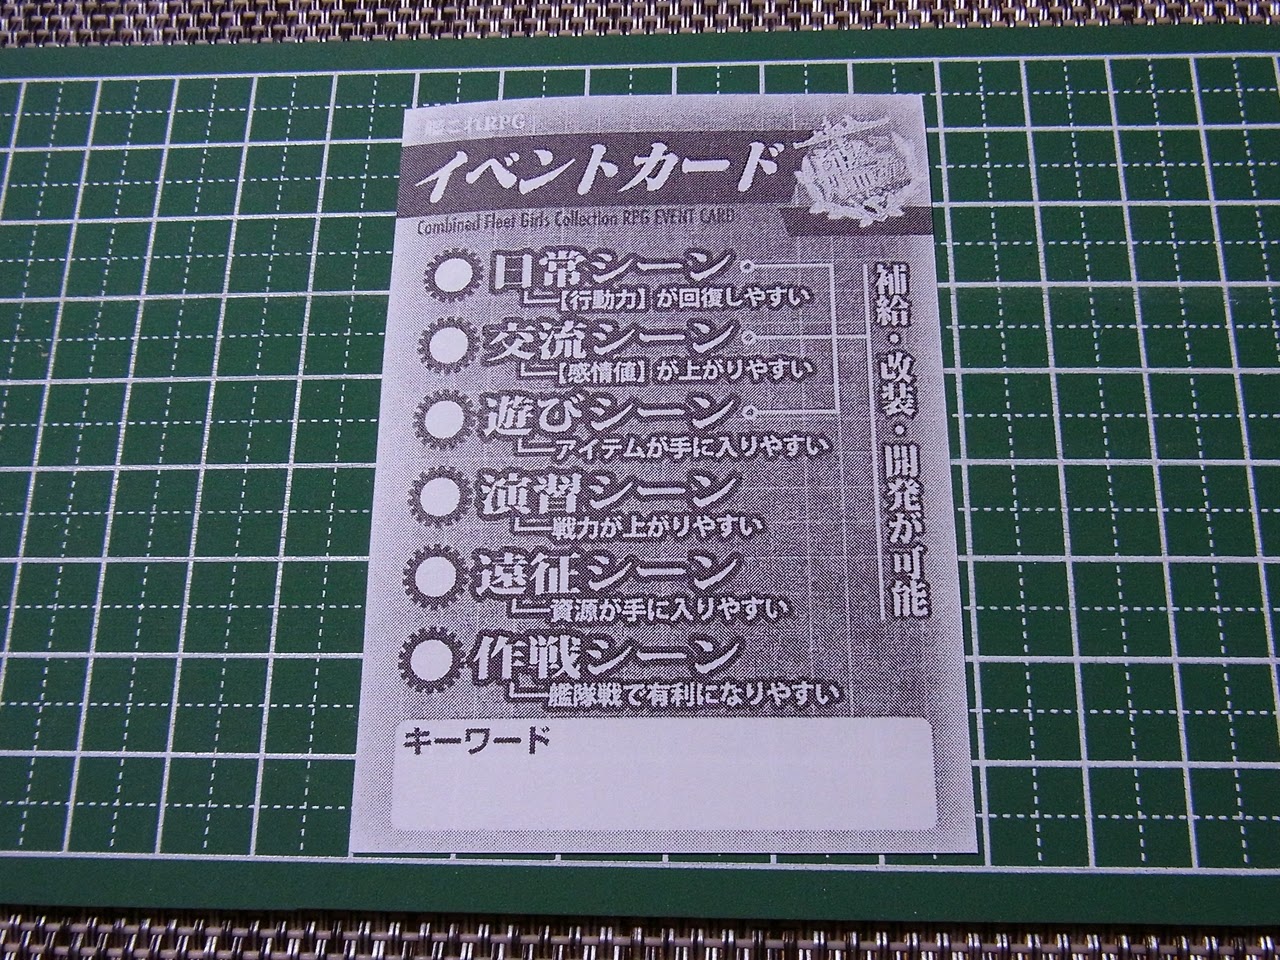 艦これRPG
イベントカード
Combined Fleet Girls Collection RPG EVENT CARD
日常シーン
【行動力】が回復しやすい
交流シーン
【感情値】が上がりやすい
遊びシーン
アイテムが手に入りやすい
演習シーン
戦力が上がりやすい
遠征シーン
資源が手に入りやすい
作戦シーン
艦隊戦で有利になりやすい
補給・改装・開発が可能
キーワード